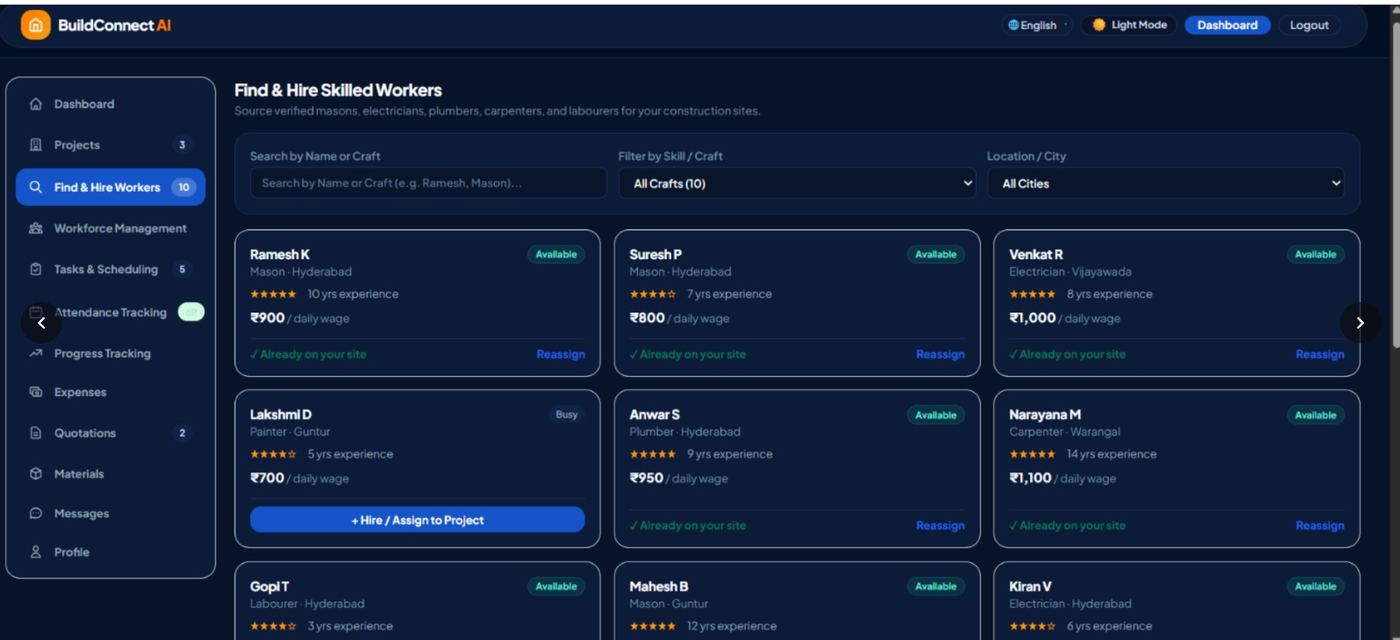 BuildConnect AI
English
Light Mode
Dashboard
Logout
Dashboard
Projects 3
Find & Hire Workers 10
Workforce Management
Tasks & Scheduling 5
Attendance Tracking
Progress Tracking
Expenses
Quotations 2
Materials
Messages
Profile
Find & Hire Skilled Workers
Source verified masons, electricians, plumbers, carpenters, and labourers for your construction sites.
Search by Name or Craft
Search by Name or Craft (e.g. Ramesh, Mason)...
Filter by Skill / Craft
All Crafts (10)
Location / City
All Cities
Ramesh K Available
Mason · Hyderabad
★★★★★ 10 yrs experience
₹900 / daily wage
✓ Already on your site Reassign
Suresh P Available
Mason · Hyderabad
★★★★☆ 7 yrs experience
₹800 / daily wage
✓ Already on your site Reassign
Venkat R Available
Electrician · Vijayawada
★★★★★ 8 yrs experience
₹1,000 / daily wage
✓ Already on your site Reassign
Lakshmi D Busy
Painter · Guntur
★★★★☆ 5 yrs experience
₹700 / daily wage
+ Hire / Assign to Project
Anwar S Available
Plumber · Hyderabad
★★★★★ 9 yrs experience
₹950 / daily wage
✓ Already on your site Reassign
Narayana M Available
Carpenter · Warangal
★★★★★ 14 yrs experience
₹1,100 / daily wage
✓ Already on your site Reassign
Gopi T Available
Labourer · Hyderabad
★★★★☆ 3 yrs experience
Mahesh B Available
Mason · Guntur
★★★★★ 12 yrs experience
Kiran V Available
Electrician · Hyderabad
★★★★☆ 6 yrs experience